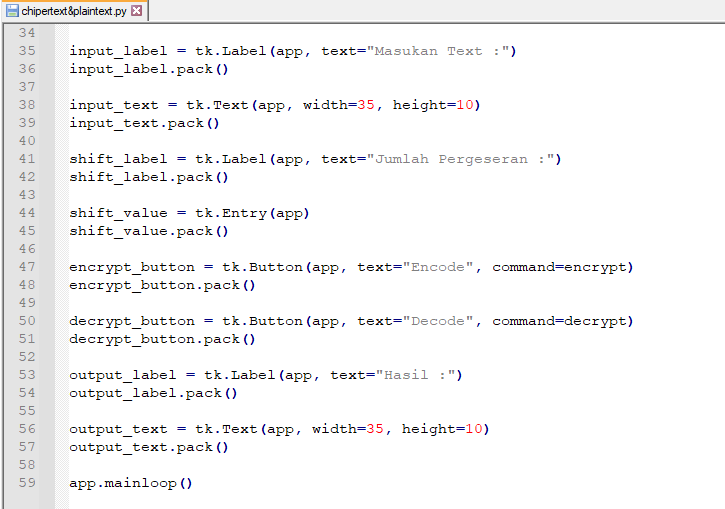 chipertext&plaintext.py
34
35 input_label = tk.Label(app, text="Masukan Text :")
36 input_label.pack()
37
38 input_text = tk.Text(app, width=35, height=10)
39 input_text.pack()
40
41 shift_label = tk.Label(app, text="Jumlah Pergeseran :")
42 shift_label.pack()
43
44 shift_value = tk.Entry(app)
45 shift_value.pack()
46
47 encrypt_button = tk.Button(app, text="Encode", command=encrypt)
48 encrypt_button.pack()
49
50 decrypt_button = tk.Button(app, text="Decode", command=decrypt)
51 decrypt_button.pack()
52
53 output_label = tk.Label(app, text="Hasil :")
54 output_label.pack()
55
56 output_text = tk.Text(app, width=35, height=10)
57 output_text.pack()
58
59 app.mainloop()